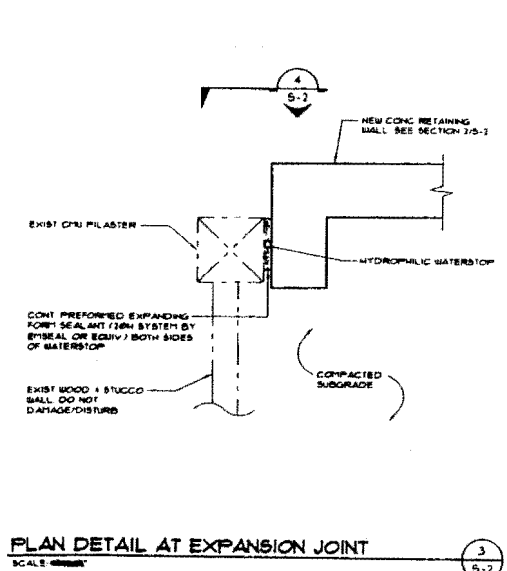 4
S-2
NEW CONC RETAINING
WALL SEE SECTION 2/S-2
EXIST CMU PILASTER
HYDROPHILIC WATERSTOP
CONT PREFORMED EXPANDING
FORM SEALANT (20H SYSTEM BY
EMSEAL OR EQUIV) BOTH SIDES
OF WATERSTOP
EXIST WOOD & STUCCO
WALL DO NOT
DAMAGE/DISTURB
COMPACTED
SUBGRADE
PLAN DETAIL AT EXPANSION JOINT
SCALE:
3
S-2